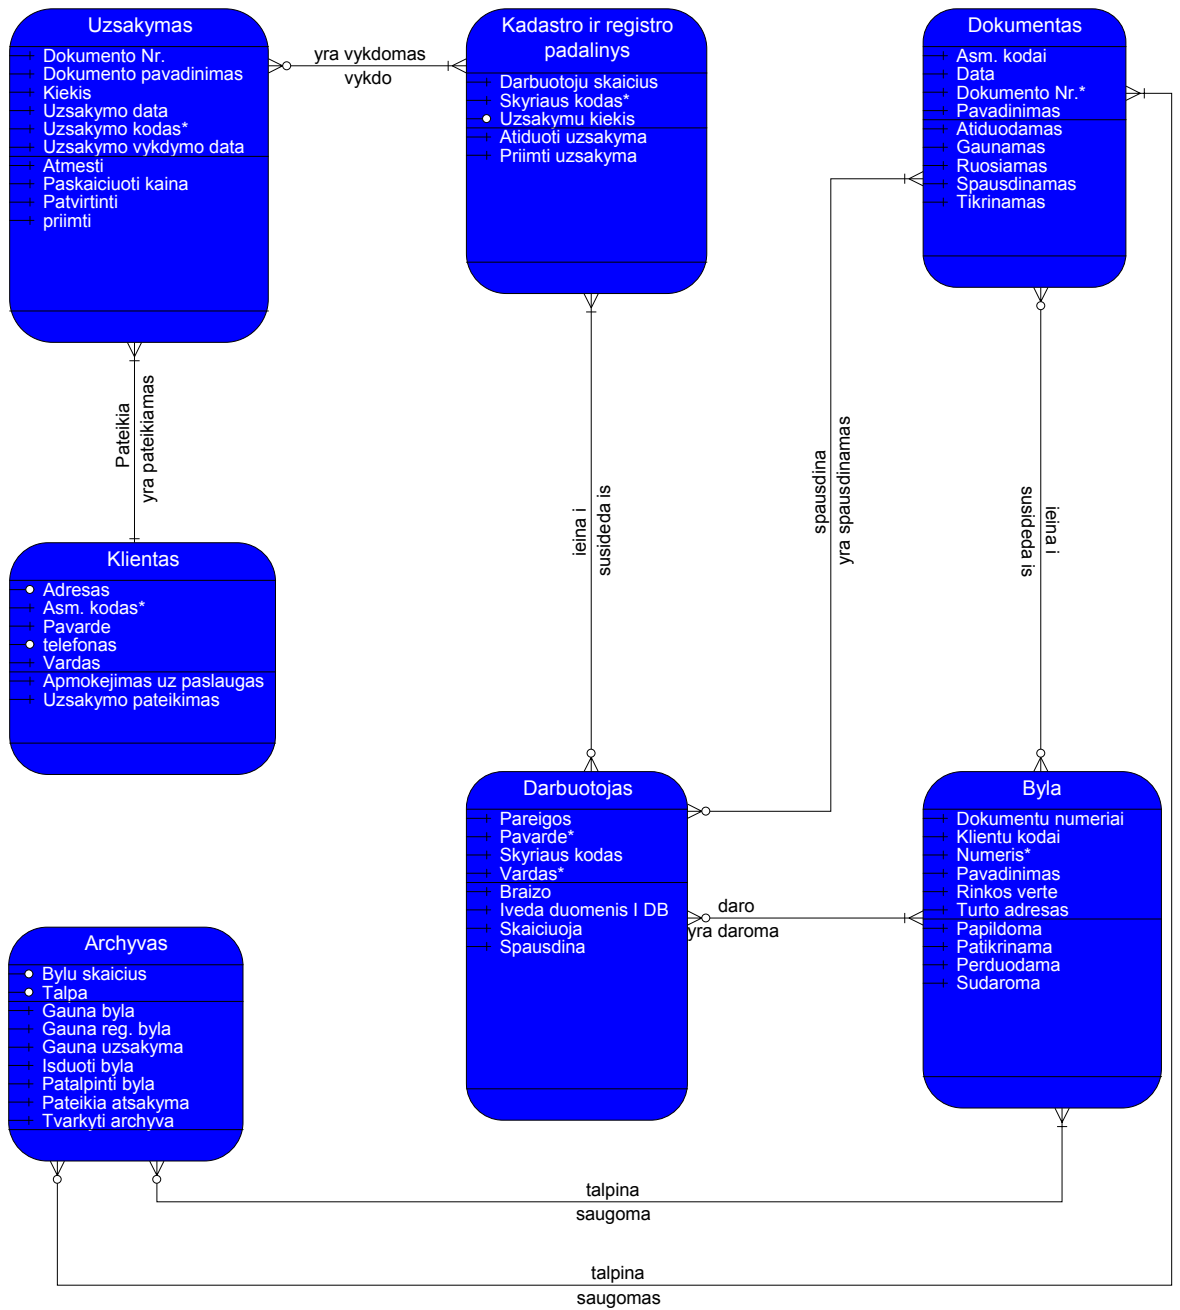 Uzsakymas
Dokumento Nr.
Dokumento pavadinimas
Kiekis
Uzsakymo data
Uzsakymo kodas*
Uzsakymo vykdymo data
Atmesti
Paskaiciuoti kaina
Patvirtinti
priimti
yra vykdomas
vykdo
Kadastro ir registro
padalinys
Darbuotoju skaicius
Skyriaus kodas*
Uzsakymu kiekis
Atiduoti uzsakyma
Priimti uzsakyma
Dokumentas
Asm. kodai
Data
Dokumento Nr.*
Pavadinimas
Atiduodamas
Gaunamas
Ruosiamas
Spausdinamas
Tikrinamas
Pateikia
yra pateikiamas
ieina i
susideda is
spausdina
yra spausdinamas
ieina i
susideda is
Klientas
Adresas
Asm. kodas*
Pavarde
telefonas
Vardas
Apmokejimas uz paslaugas
Uzsakymo pateikimas
Darbuotojas
Pareigos
Pavarde*
Skyriaus kodas
Vardas*
Braizo
Iveda duomenis I DB
Skaiciuoja
Spausdina
daro
yra daroma
Byla
Dokumentu numeriai
Klientu kodai
Numeris*
Pavadinimas
Rinkos verte
Turto adresas
Papildoma
Patikrinama
Perduodama
Sudaroma
Archyvas
Bylu skaicius
Talpa
Gauna byla
Gauna reg. byla
Gauna uzsakyma
Isduoti byla
Patalpinti byla
Pateikia atsakyma
Tvarkyti archyva
talpina
saugoma
talpina
saugomas